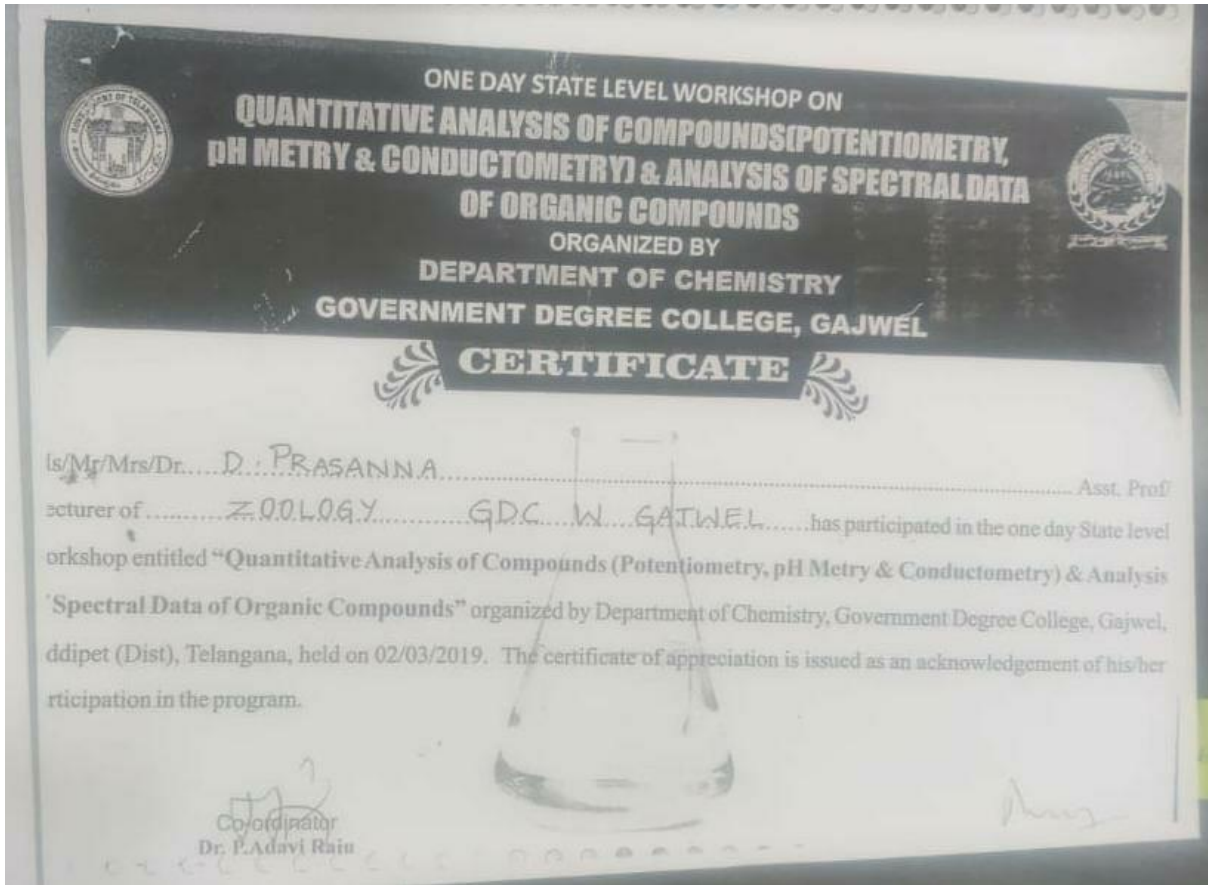 ONE DAY STATE LEVEL WORKSHOP ON
QUANTITATIVE ANALYSIS OF COMPOUNDS(POTENTIOMETRY,
pH METRY & CONDUCTOMETRY) & ANALYSIS OF SPECTRAL DATA
OF ORGANIC COMPOUNDS
ORGANIZED BY
DEPARTMENT OF CHEMISTRY
GOVERNMENT DEGREE COLLEGE, GAJWEL
CERTIFICATE
ls/Mr/Mrs/Dr..... D. PRASANNA ..... Asst. Prof/
ecturer of ..... ZOOLOGY ..... GDC W GAJWEL ..... has participated in the one day State level
orkshop entitled “Quantitative Analysis of Compounds (Potentiometry, pH Metry & Conductometry) & Analysis
Spectral Data of Organic Compounds” organized by Department of Chemistry, Government Degree College, Gajwel,
ddipet (Dist), Telangana, held on 02/03/2019. The certificate of appreciation is issued as an acknowledgement of his/her
rticipation in the program.
Co-ordinator
Dr. P.Adavi Raju